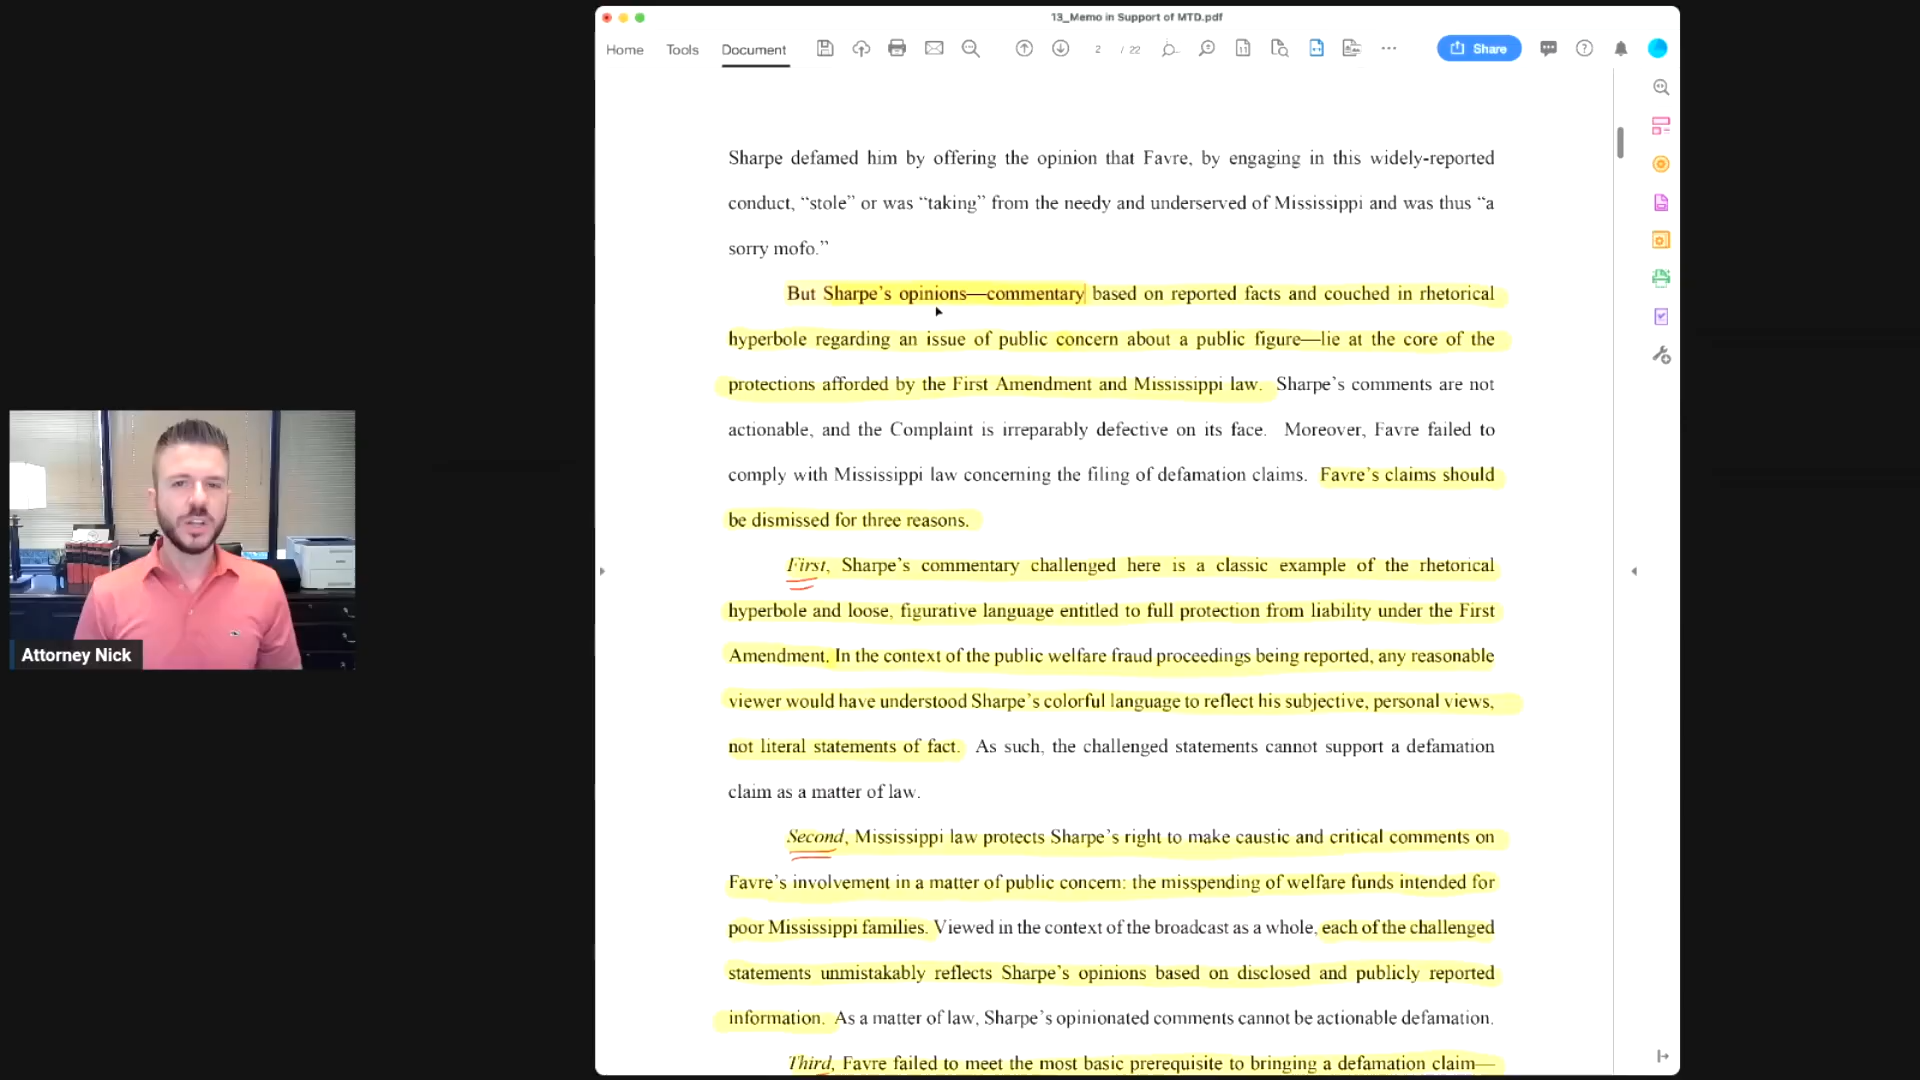 13_Memo in Support of MTD.pdf
Home Tools Document 2 / 22 Share
Sharpe defamed him by offering the opinion that Favre, by engaging in this widely-reported
conduct, “stole” or was “taking” from the needy and underserved of Mississippi and was thus “a
sorry mofo.”
But Sharpe’s opinions—commentary based on reported facts and couched in rhetorical
hyperbole regarding an issue of public concern about a public figure—lie at the core of the
protections afforded by the First Amendment and Mississippi law. Sharpe’s comments are not
actionable, and the Complaint is irreparably defective on its face. Moreover, Favre failed to
comply with Mississippi law concerning the filing of defamation claims. Favre’s claims should
be dismissed for three reasons.
First, Sharpe’s commentary challenged here is a classic example of the rhetorical
hyperbole and loose, figurative language entitled to full protection from liability under the First
Amendment. In the context of the public welfare fraud proceedings being reported, any reasonable
viewer would have understood Sharpe’s colorful language to reflect his subjective, personal views,
not literal statements of fact. As such, the challenged statements cannot support a defamation
claim as a matter of law.
Second, Mississippi law protects Sharpe’s right to make caustic and critical comments on
Favre’s involvement in a matter of public concern: the misspending of welfare funds intended for
poor Mississippi families. Viewed in the context of the broadcast as a whole, each of the challenged
statements unmistakably reflects Sharpe’s opinions based on disclosed and publicly reported
information. As a matter of law, Sharpe’s opinionated comments cannot be actionable defamation.
Third, Favre failed to meet the most basic prerequisite to bringing a defamation claim—
Attorney Nick